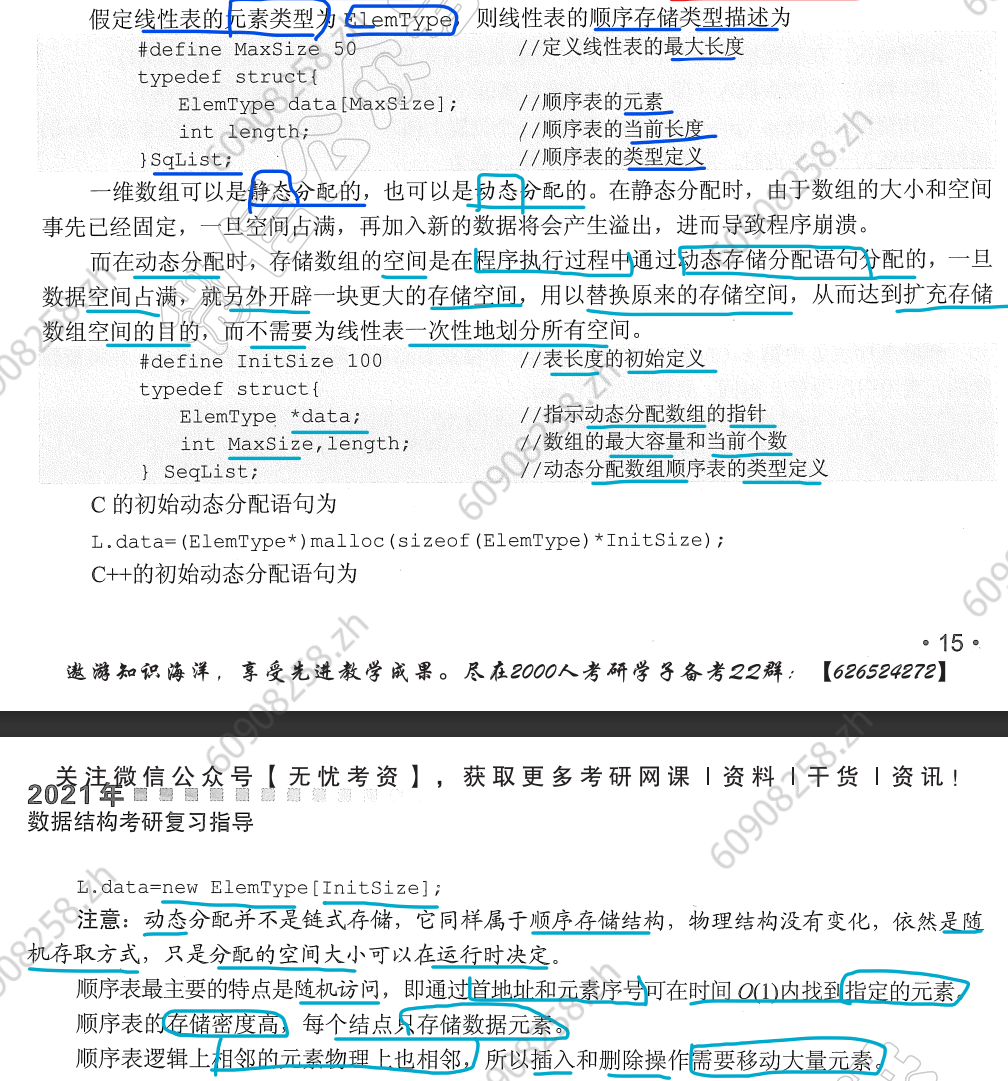 假定线性表的元素类型为 ElemType，则线性表的顺序存储类型描述为
#define MaxSize 50 //定义线性表的最大长度
typedef struct{
ElemType data[MaxSize]; //顺序表的元素
int length; //顺序表的当前长度
}SqList; //顺序表的类型定义
一维数组可以是静态分配的，也可以是动态分配的。在静态分配时，由于数组的大小和空间
事先已经固定，一旦空间占满，再加入新的数据将会产生溢出，进而导致程序崩溃。
而在动态分配时，存储数组的空间是在程序执行过程中通过动态存储分配语句分配的，一旦
数据空间占满，就另外开辟一块更大的存储空间，用以替换原来的存储空间，从而达到扩充存储
数组空间的目的，而不需要为线性表一次性地划分所有空间。
#define InitSize 100 //表长度的初始定义
typedef struct{
ElemType *data; //指示动态分配数组的指针
int MaxSize,length; //数组的最大容量和当前个数
} SeqList; //动态分配数组顺序表的类型定义
C 的初始动态分配语句为
L.data=(ElemType*)malloc(sizeof(ElemType)*InitSize);
C++的初始动态分配语句为
·15·
遨游知识海洋，享受先进教学成果。尽在2000人考研学子备考22群：【626524272】
关注微信公众号【无忧考资】，获取更多考研网课丨资料丨干货丨资讯！
2021年
数据结构考研复习指导
L.data=new ElemType[InitSize];
注意：动态分配并不是链式存储，它同样属于顺序存储结构，物理结构没有变化，依然是随
机存取方式，只是分配的空间大小可以在运行时决定。
顺序表最主要的特点是随机访问，即通过首地址和元素序号可在时间 O(1)内找到指定的元素。
顺序表的存储密度高，每个结点只存储数据元素。
顺序表逻辑上相邻的元素物理上也相邻，所以插入和删除操作需要移动大量元素。
60908258.zh
60908258.zh
60908258.zh
60908258.zh
60908258.zh
60908258.zh